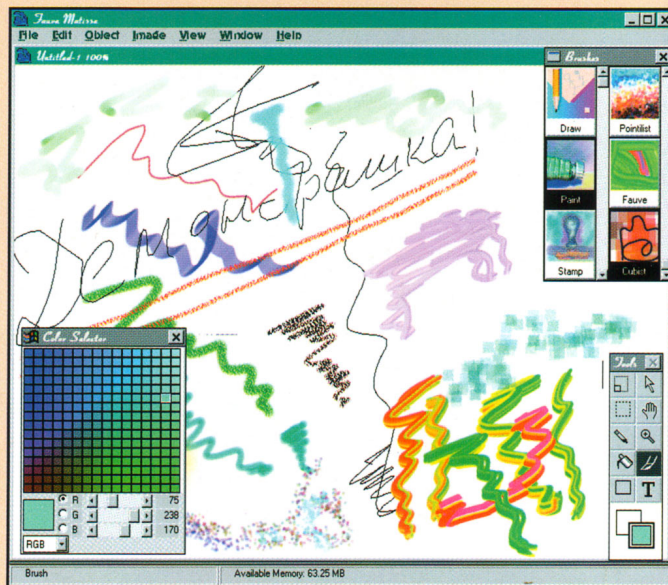 Fauve Matisse
File Edit Object Image View Window Help
Untitled-1 100%
Brushes
Draw
Pointilist
Paint
Fauve
Stamp
Cubist
Демонстрашка!
Color Selector
R 75
G 238
B 170
RGB
Tools
T
Brush
Available Memory: 63.25 MB